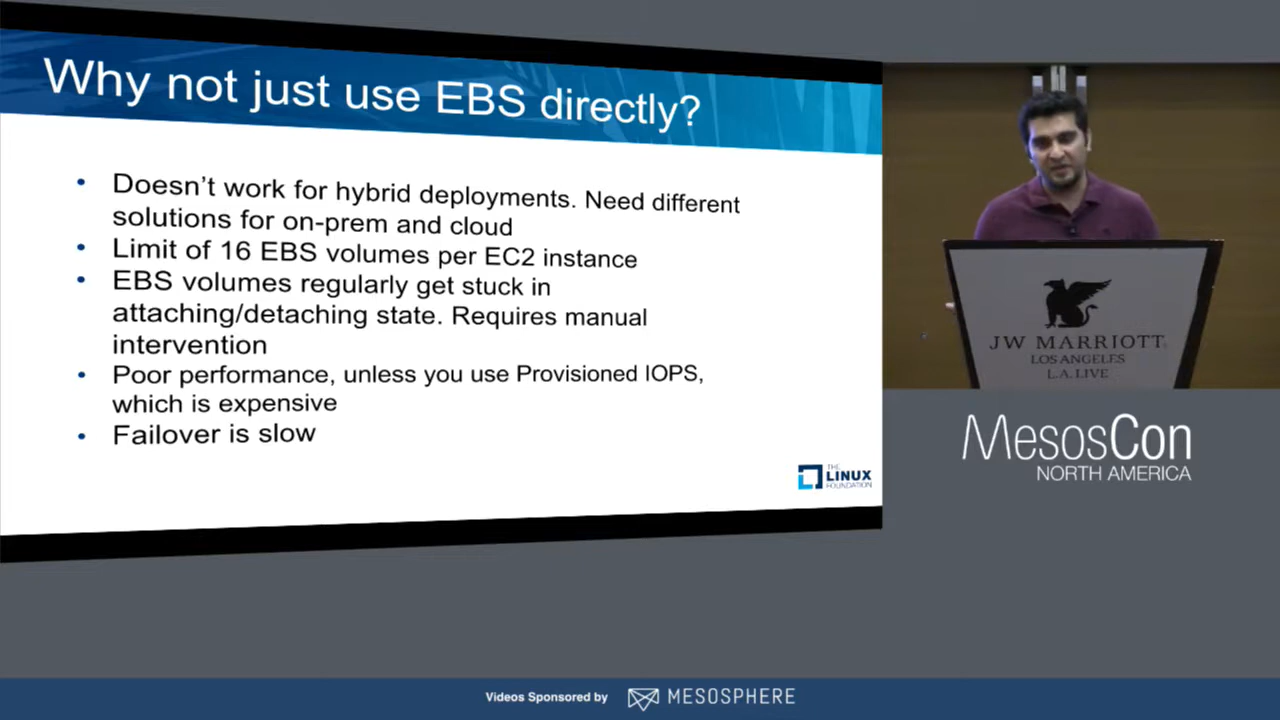 Why not just use EBS directly?
• Doesn't work for hybrid deployments. Need different
solutions for on-prem and cloud
• Limit of 16 EBS volumes per EC2 instance
• EBS volumes regularly get stuck in
attaching/detaching state. Requires manual
intervention
• Poor performance, unless you use Provisioned IOPS,
which is expensive
• Failover is slow
THE
LINUX
FOUNDATION
JW MARRIOTT
LOS ANGELES
L.A. LIVE
MesosCon
NORTH AMERICA
Videos Sponsored by MESOSPHERE